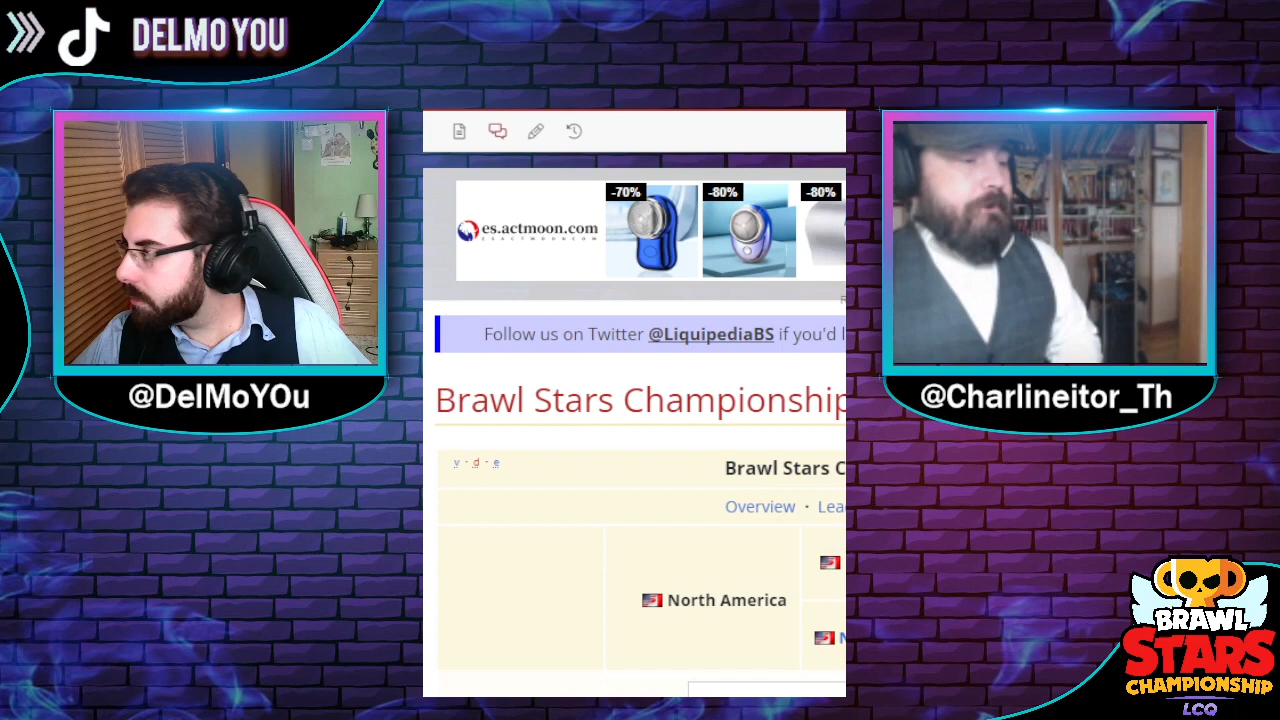 DELMO YOU
-70%
-80%
-80%
es.actmoon.com
ESACTMOONCOM
Follow us on Twitter @LiquipediaBS if you'd l
Brawl Stars Championship
@DelMoYOu
@Charlineitor_Th
v · d · e
Brawl Stars C
Overview · Lea
North America
N
BRAWL
STARS
CHAMPIONSHIP
LCQ